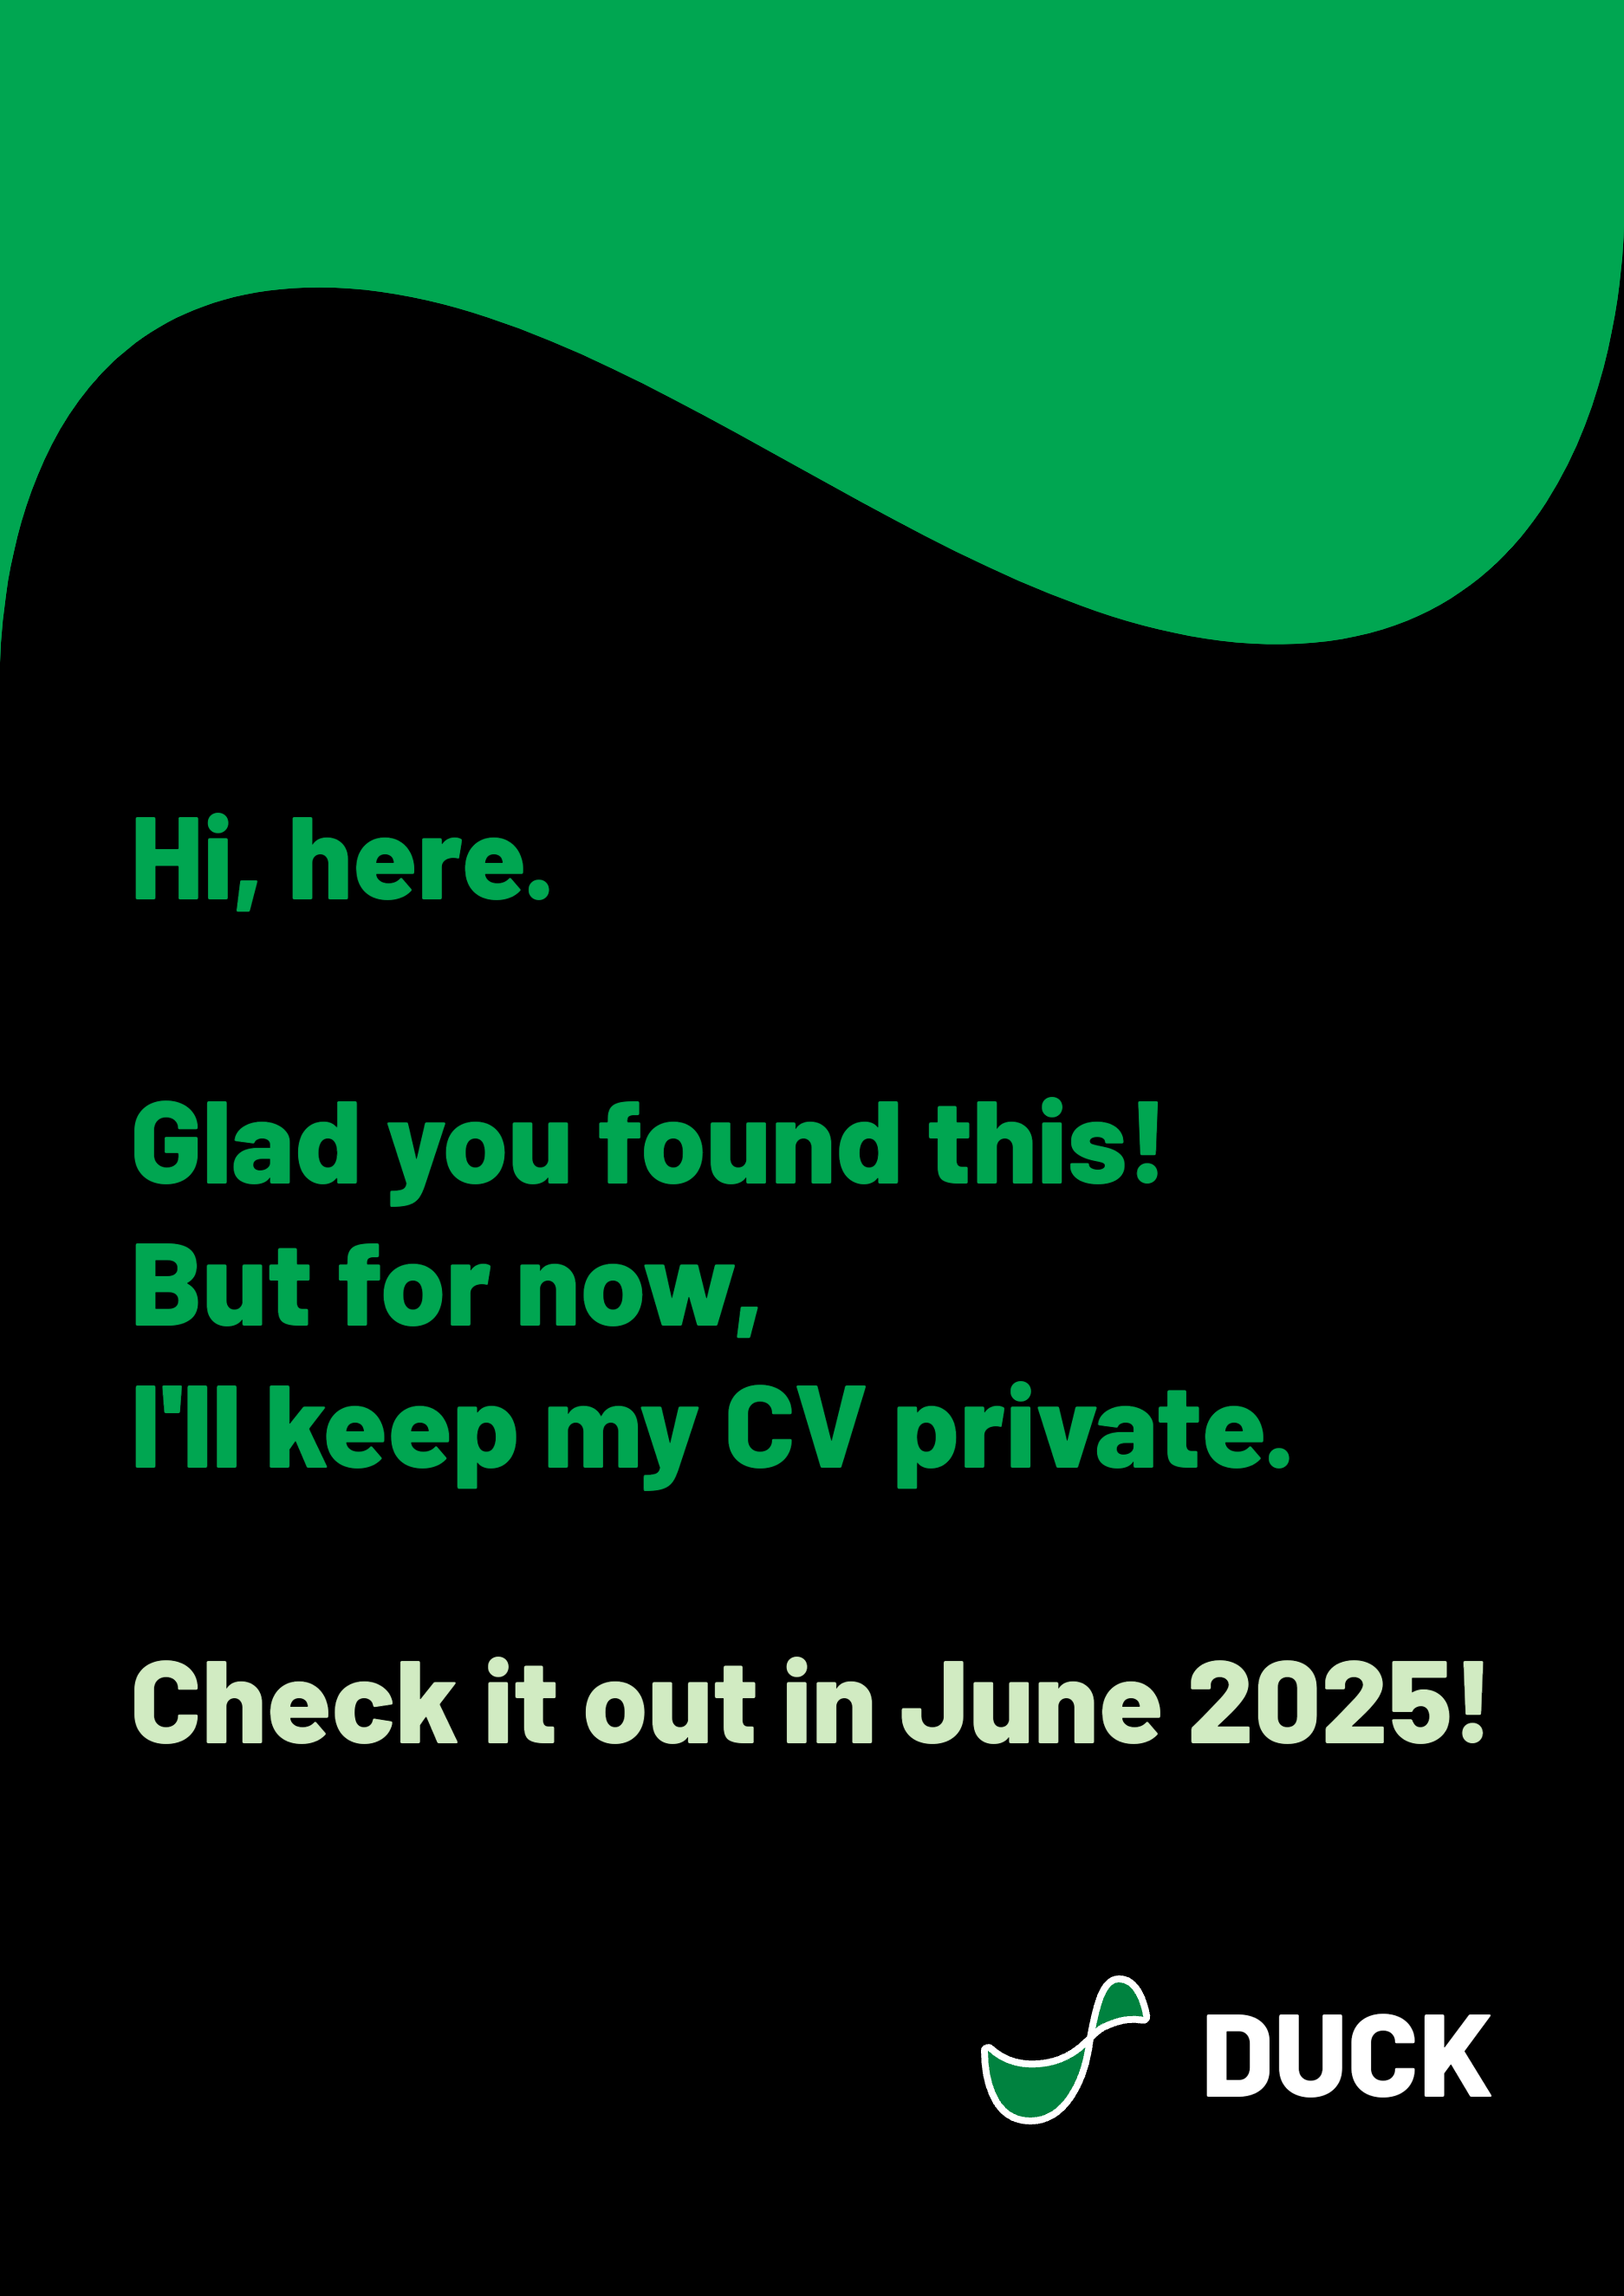 Hi, here.
Glad you found this!
But for now,
I'll keep my CV private.
Check it out in June 2025!
DUCK